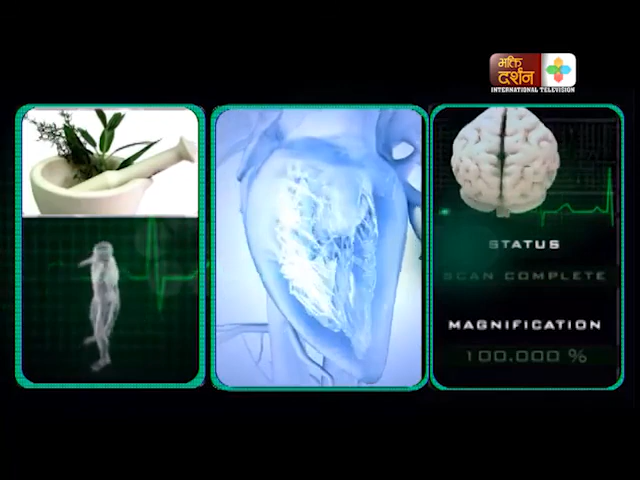 भक्ति
दर्शन
INTERNATIONAL TELEVISION
STATUS
SCAN COMPLETE
MAGNIFICATION
100.000 %